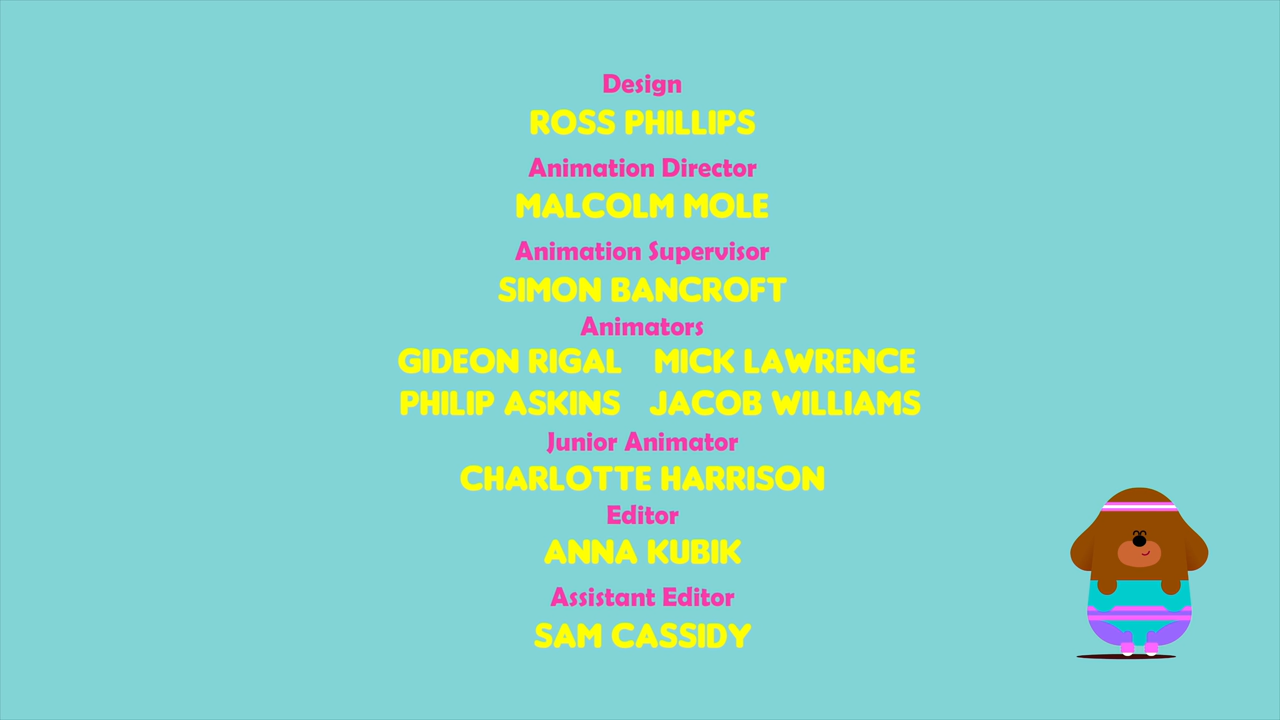 Design
ROSS PHILLIPS
Animation Director
MALCOLM MOLE
Animation Supervisor
SIMON BANCROFT
Animators
GIDEON RIGAL MICK LAWRENCE
PHILIP ASKINS JACOB WILLIAMS
Junior Animator
CHARLOTTE HARRISON
Editor
ANNA KUBIK
Assistant Editor
SAM CASSIDY